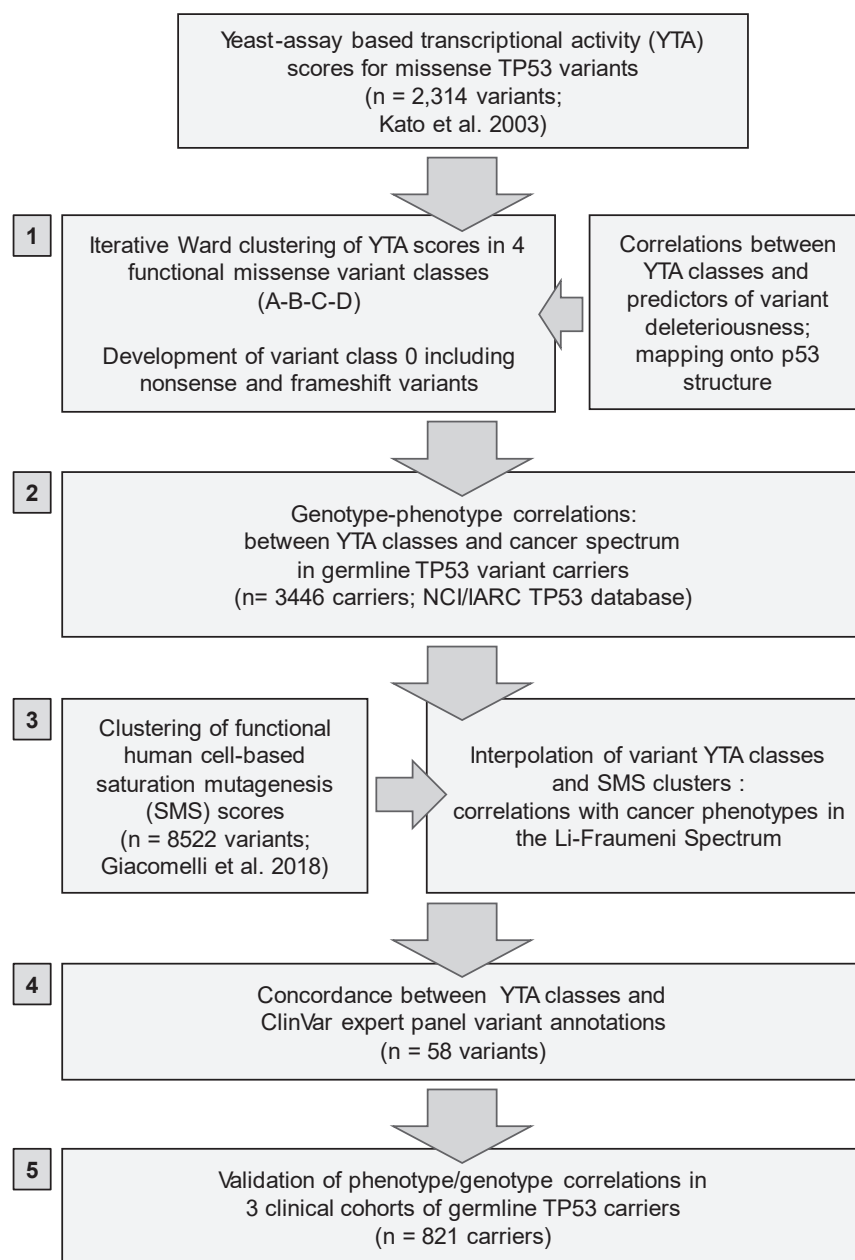 Yeast-assay based transcriptional activity (YTA)
scores for missense TP53 variants
(n = 2,314 variants;
Kato et al. 2003)
1
Iterative Ward clustering of YTA scores in 4
functional missense variant classes
(A-B-C-D)
Development of variant class 0 including
nonsense and frameshift variants
Correlations between
YTA classes and
predictors of variant
deleteriousness;
mapping onto p53
structure
2
Genotype-phenotype correlations:
between YTA classes and cancer spectrum
in germline TP53 variant carriers
(n= 3446 carriers; NCI/IARC TP53 database)
3
Clustering of functional
human cell-based
saturation mutagenesis
(SMS) scores
(n = 8522 variants;
Giacomelli et al. 2018)
Interpolation of variant YTA classes
and SMS clusters :
correlations with cancer phenotypes in
the Li-Fraumeni Spectrum
4
Concordance between YTA classes and
ClinVar expert panel variant annotations
(n = 58 variants)
5
Validation of phenotype/genotype correlations in
3 clinical cohorts of germline TP53 carriers
(n = 821 carriers)